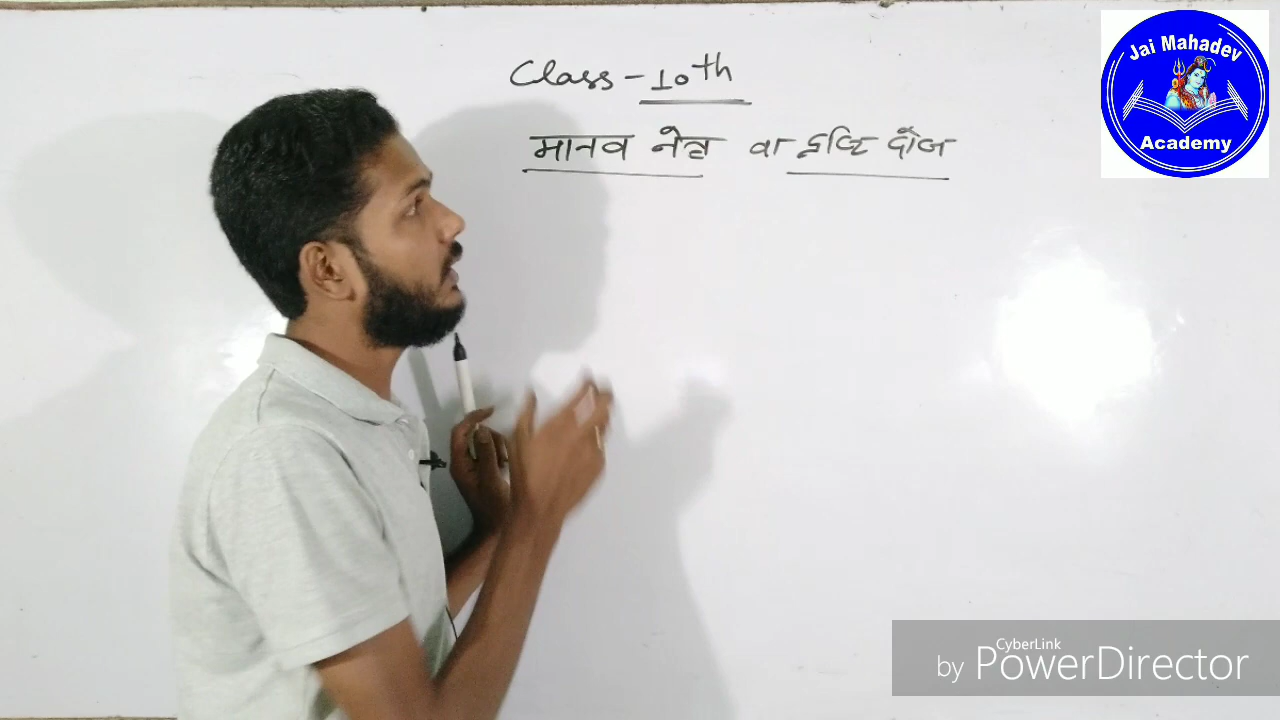 Class - 10th
मानव नेत्र वा दृष्टि दोष
Jai Mahadev
Academy
CyberLink
by PowerDirector